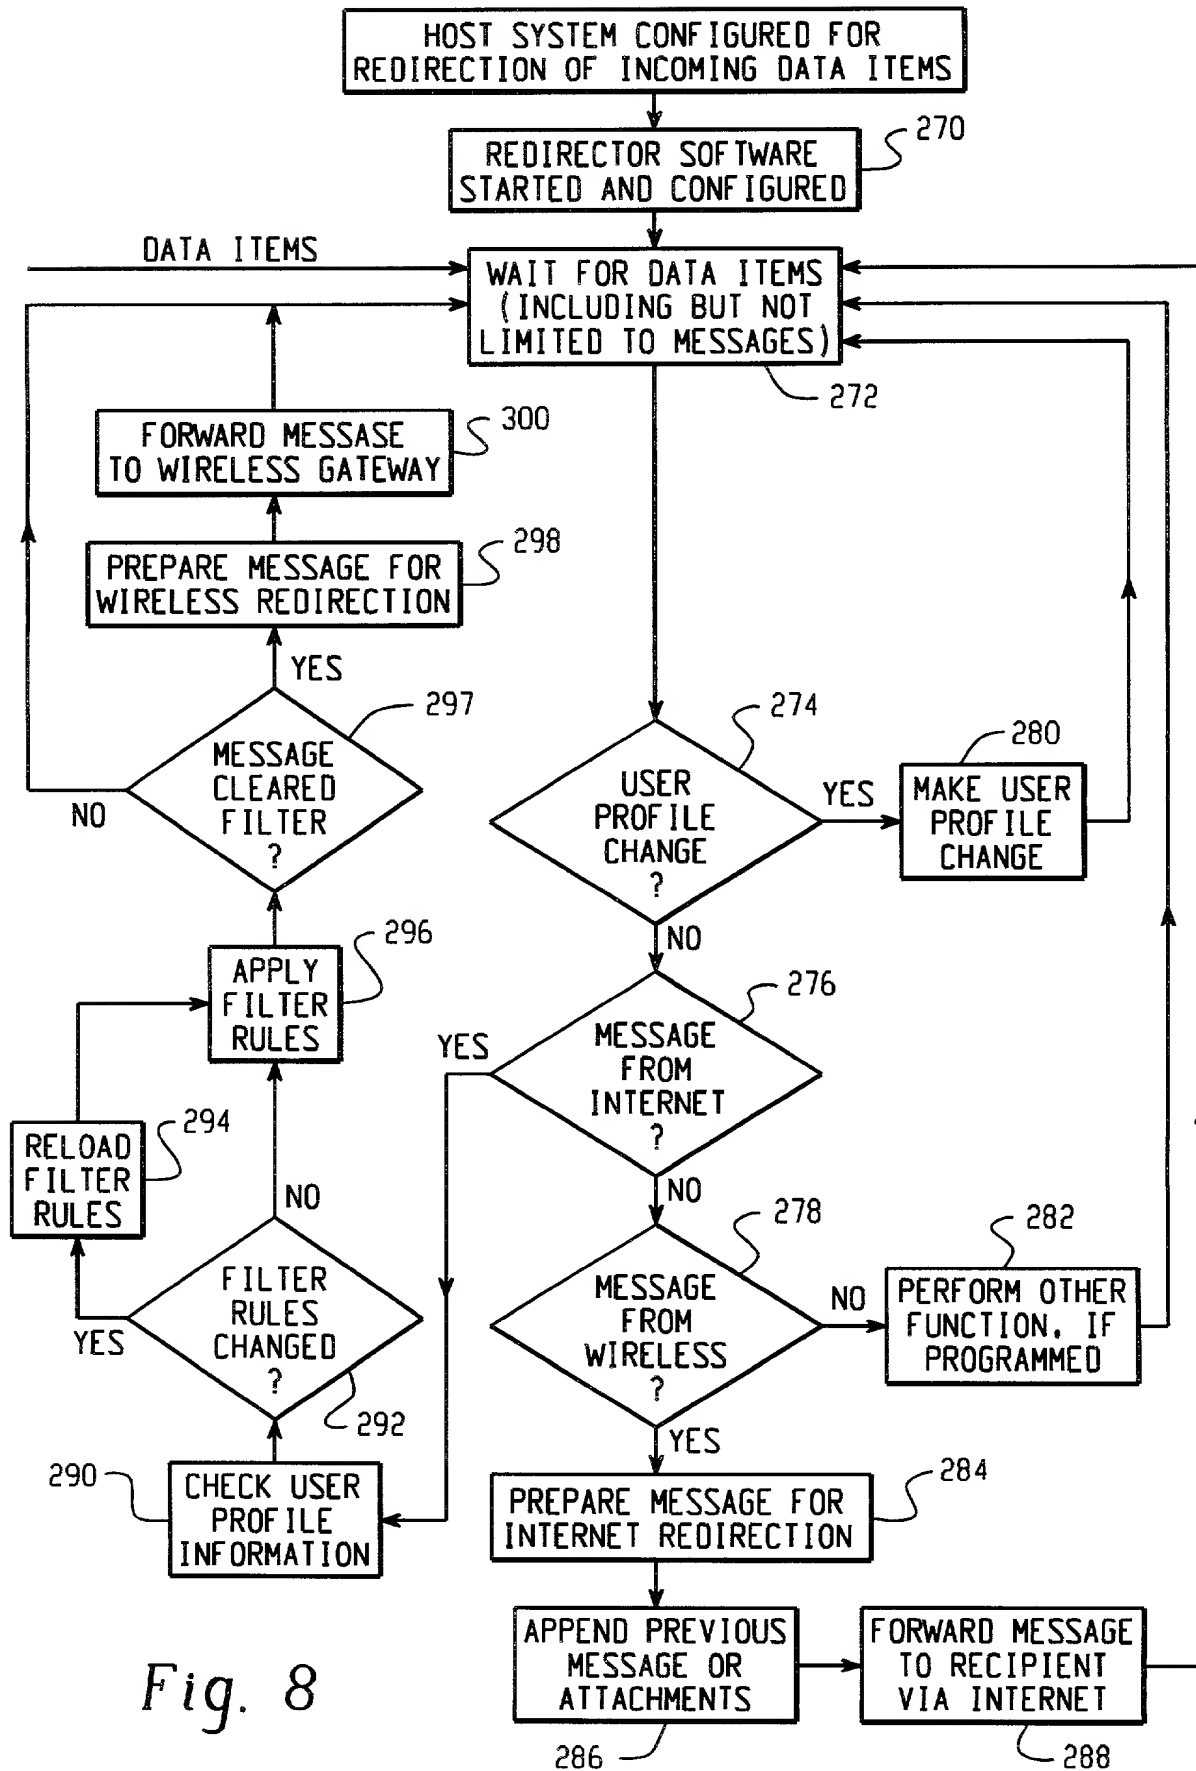 HOST SYSTEM CONFIGURED FOR
REDIRECTION OF INCOMING DATA ITEMS
270
REDIRECTOR SOFTWARE
STARTED AND CONFIGURED
DATA ITEMS
WAIT FOR DATA ITEMS
(INCLUDING BUT NOT
LIMITED TO MESSAGES)
272
300
FORWARD MESSASE
TO WIRELESS GATEWAY
298
PREPARE MESSAGE FOR
WIRELESS REDIRECTION
YES
297
MESSAGE
CLEARED
FILTER
?
NO
274
USER
PROFILE
CHANGE
?
YES
280
MAKE USER
PROFILE
CHANGE
NO
296
APPLY
FILTER
RULES
276
MESSAGE
FROM
INTERNET
?
YES
294
RELOAD
FILTER
RULES
NO
NO
278
MESSAGE
FROM
WIRELESS
?
NO
282
PERFORM OTHER
FUNCTION, IF
PROGRAMMED
FILTER
RULES
CHANGED
?
YES
292
YES
290
CHECK USER
PROFILE
INFORMATION
284
PREPARE MESSAGE FOR
INTERNET REDIRECTION
APPEND PREVIOUS
MESSAGE OR
ATTACHMENTS
286
FORWARD MESSAGE
TO RECIPIENT
VIA INTERNET
288
Fig. 8